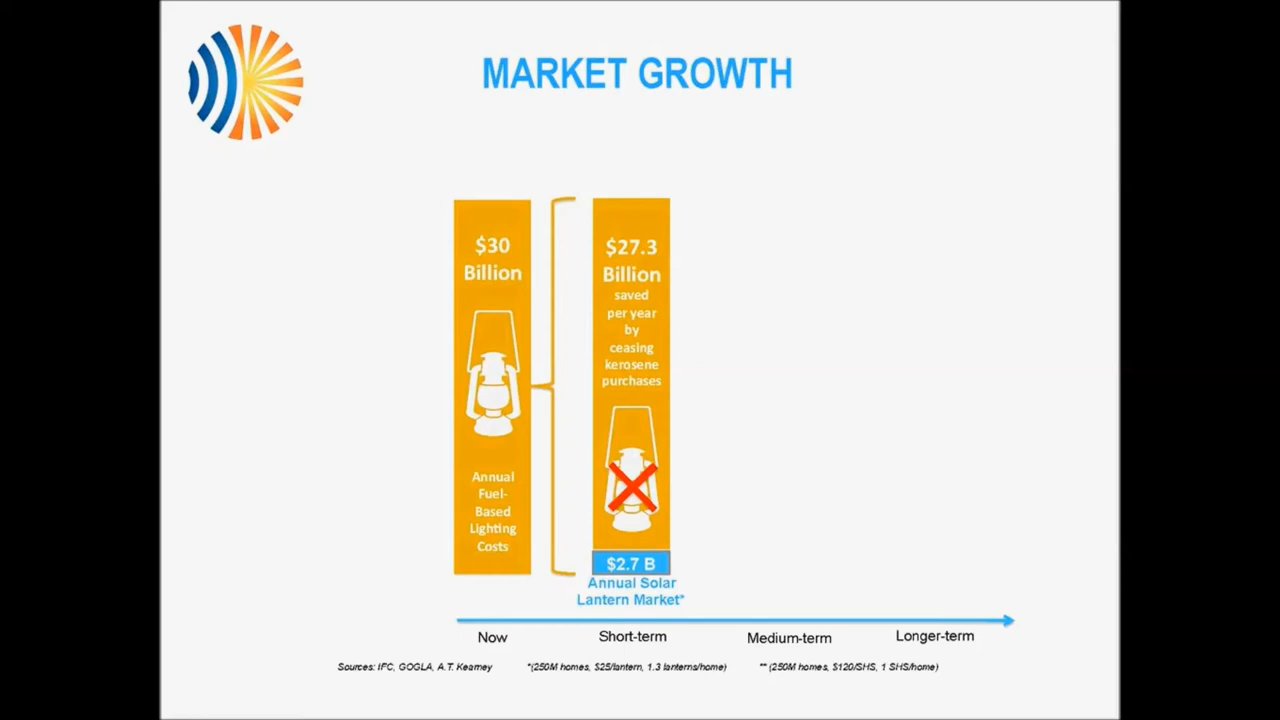 MARKET GROWTH
$30
Billion
Annual
Fuel-
Based
Lighting
Costs
$27.3
Billion
saved
per year
by
ceasing
kerosene
purchases
$2.7 B
Annual Solar
Lantern Market*
Now
Short-term
Medium-term
Longer-term
Sources: IFC, GOGLA, A.T. Kearney
*(250M homes, $25/lantern, 1.3 lanterns/home)
** (250M homes, $120/SHS, 1 SHS/home)